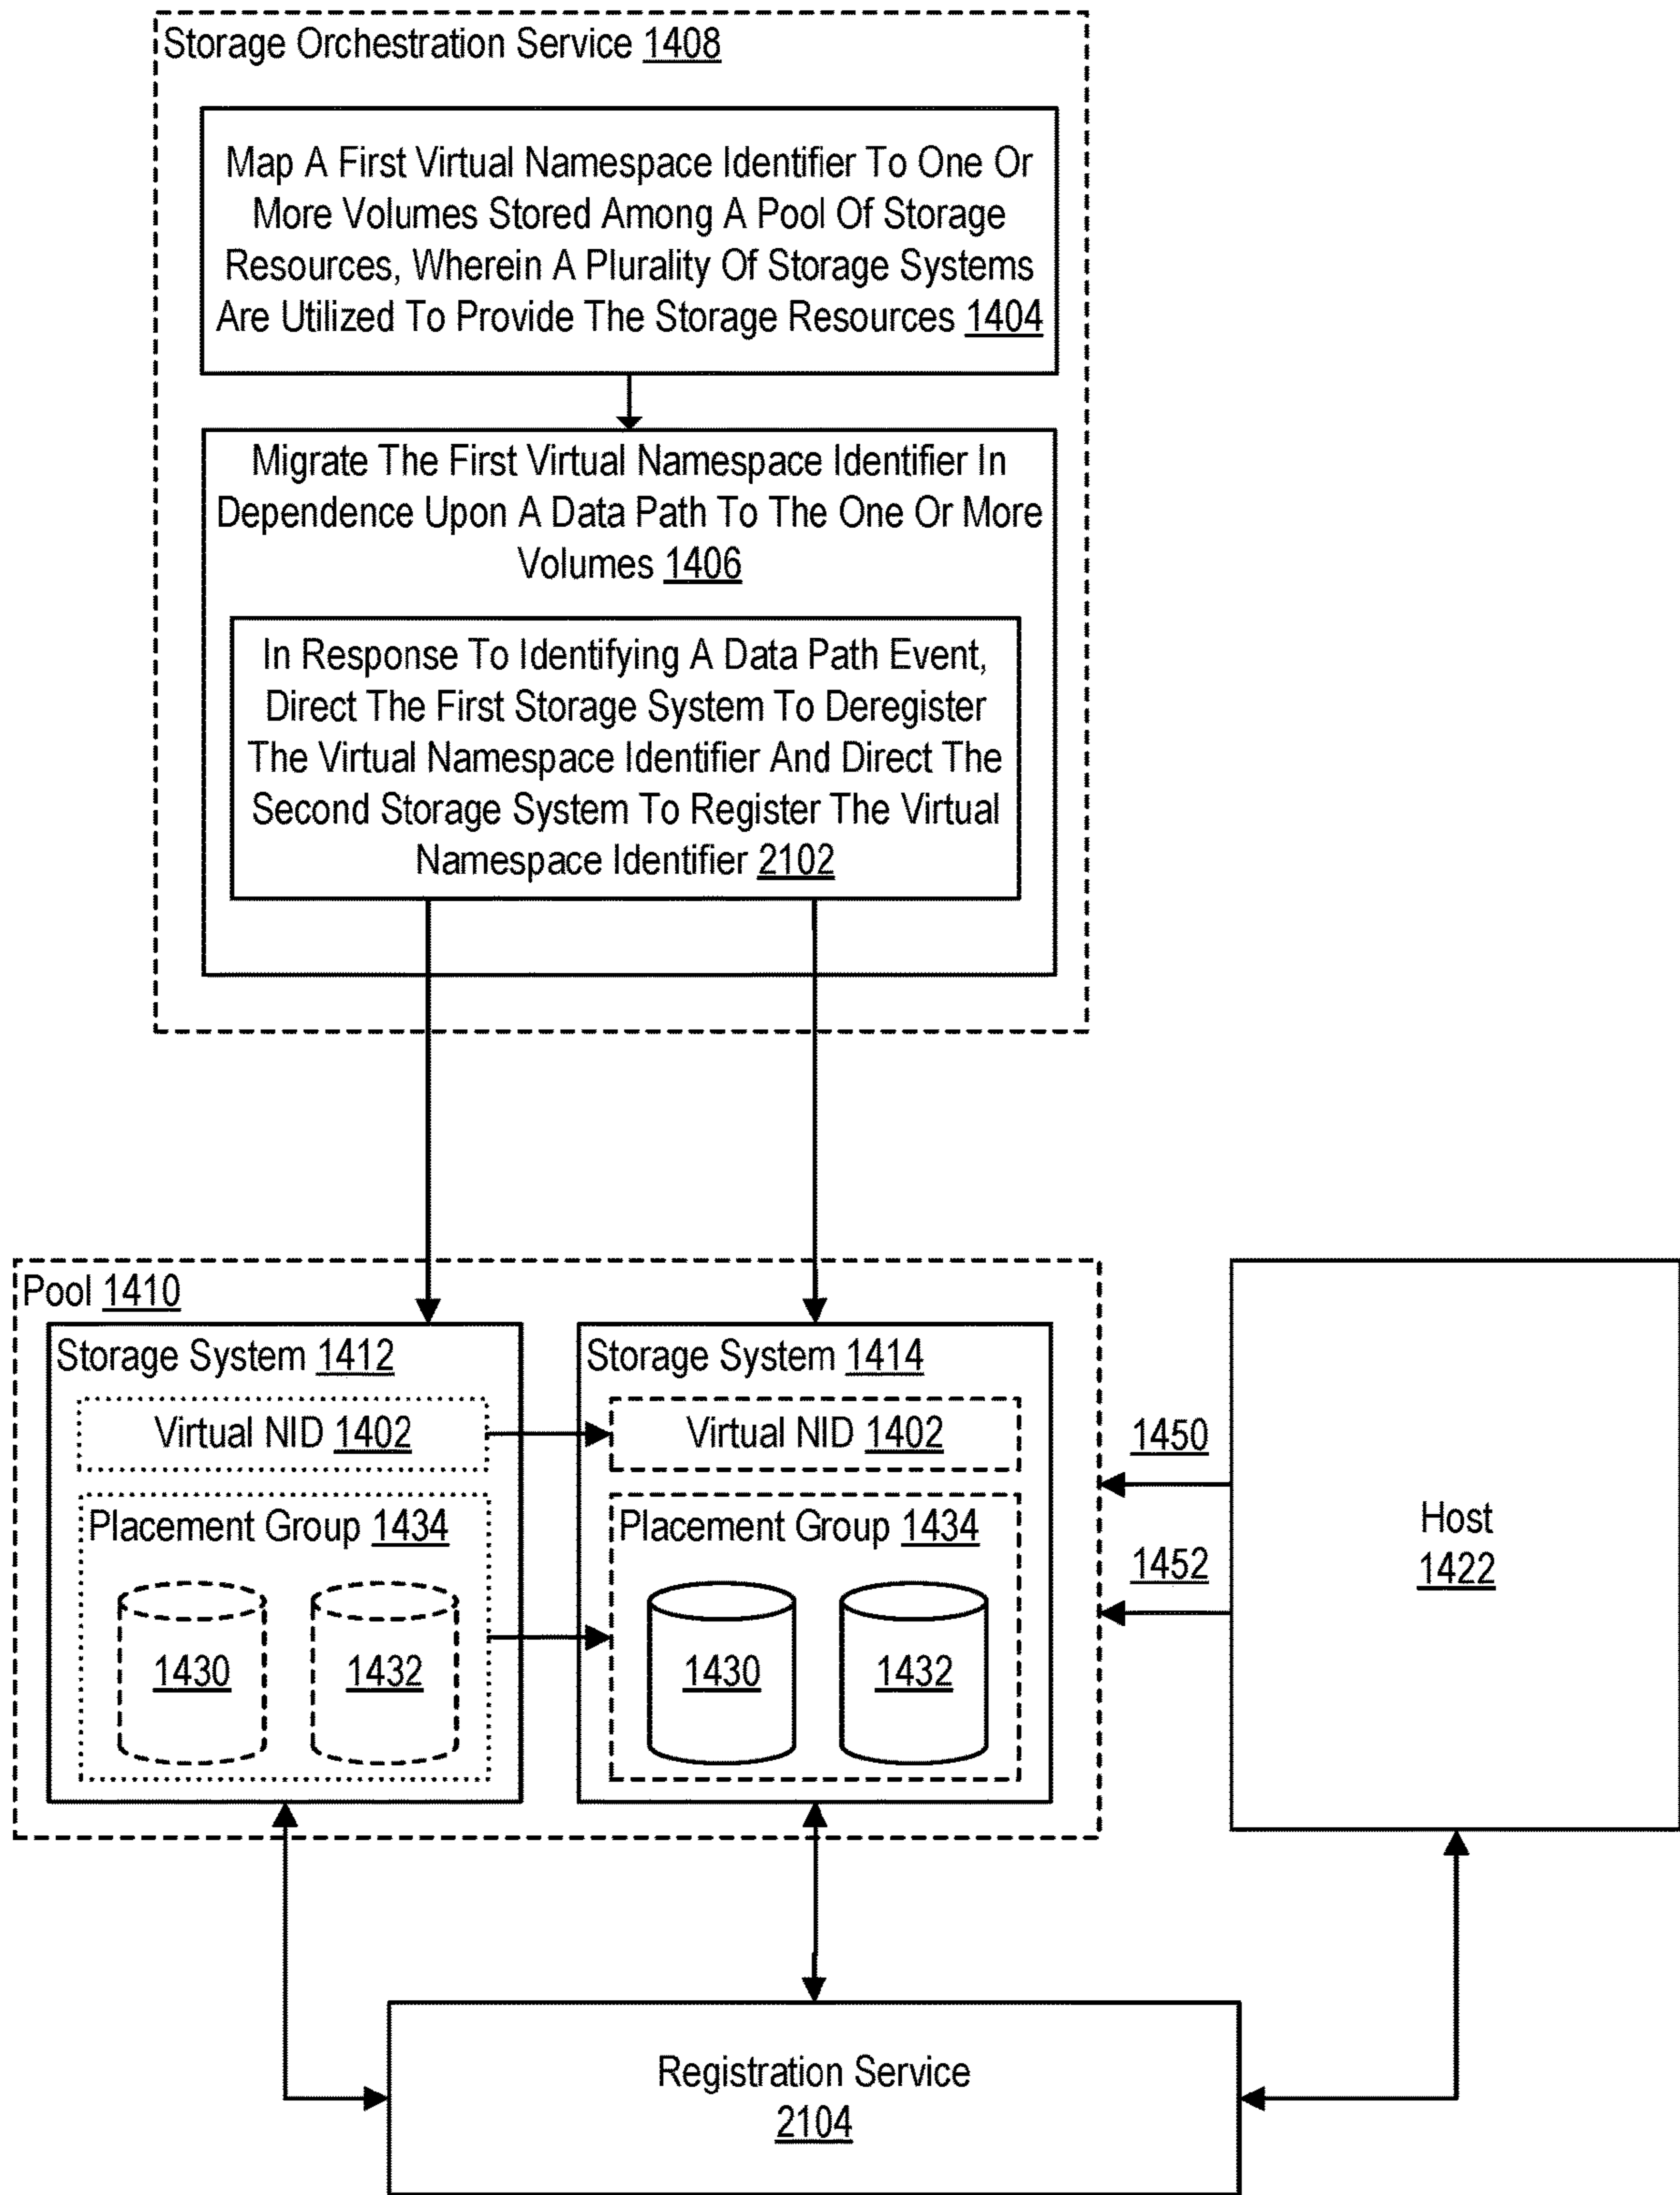 Storage Orchestration Service 1408
Map A First Virtual Namespace Identifier To One Or
More Volumes Stored Among A Pool Of Storage
Resources, Wherein A Plurality Of Storage Systems
Are Utilized To Provide The Storage Resources 1404
Migrate The First Virtual Namespace Identifier In
Dependence Upon A Data Path To The One Or More
Volumes 1406
In Response To Identifying A Data Path Event,
Direct The First Storage System To Deregister
The Virtual Namespace Identifier And Direct The
Second Storage System To Register The Virtual
Namespace Identifier 2102
Pool 1410
Storage System 1412
Virtual NID 1402
Placement Group 1434
1430
1432
Storage System 1414
Virtual NID 1402
Placement Group 1434
1430
1432
1450
1452
Host
1422
Registration Service
2104